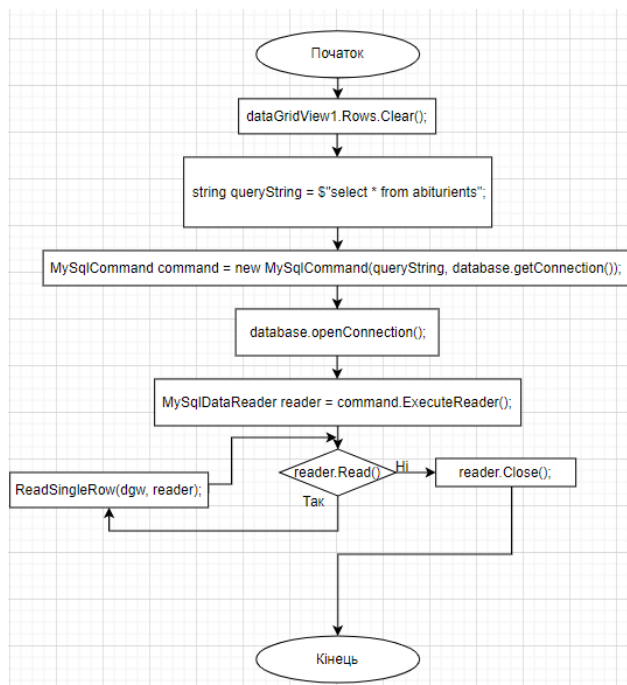 Початок
dataGridView1.Rows.Clear();
string queryString = $"select * from abiturients";
MySqlCommand command = new MySqlCommand(queryString, database.getConnection());
database.openConnection();
MySqlDataReader reader = command.ExecuteReader();
reader.Read()
Ні
reader.Close();
ReadSingleRow(dgw, reader);
Так
Кінець